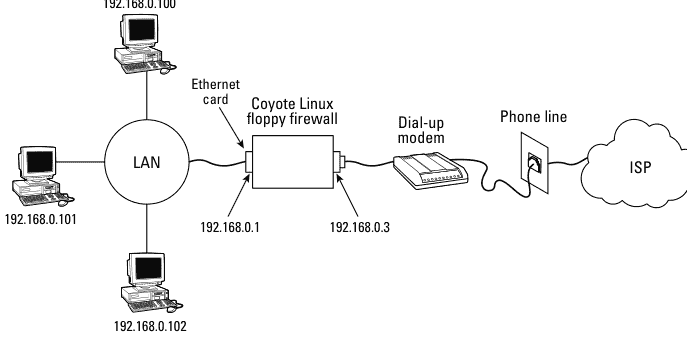 192.168.0.100
Ethernet
card
Coyote Linux
floppy firewall
Dial-up
modem
Phone line
LAN
ISP
192.168.0.101
192.168.0.1
192.168.0.3
192.168.0.102